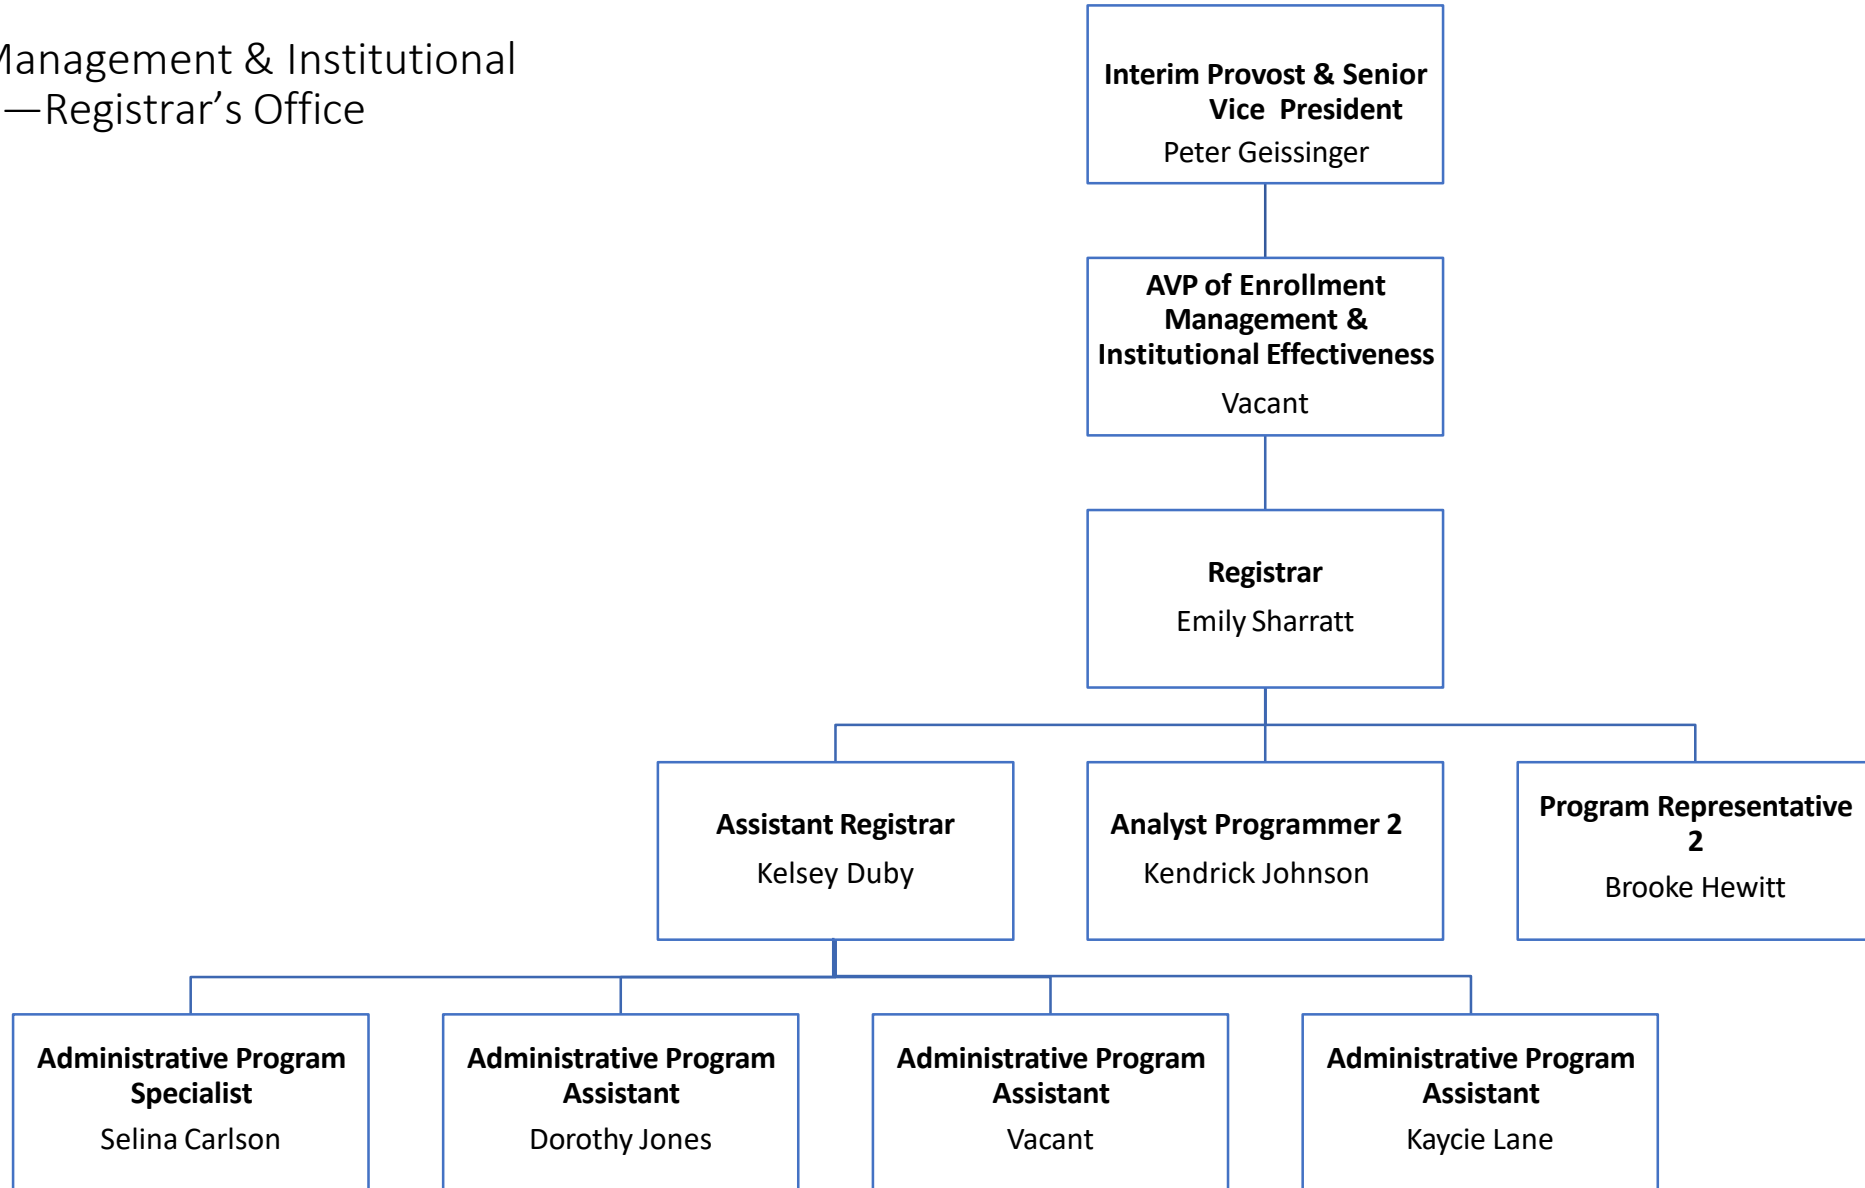 Management & Institutional
—Registrar’s Office
Interim Provost & Senior
Vice President
Peter Geissinger
AVP of Enrollment
Management &
Institutional Effectiveness
Vacant
Registrar
Emily Sharratt
Assistant Registrar
Kelsey Duby
Analyst Programmer 2
Kendrick Johnson
Program Representative
2
Brooke Hewitt
Administrative Program
Specialist
Selina Carlson
Administrative Program
Assistant
Dorothy Jones
Administrative Program
Assistant
Vacant
Administrative Program
Assistant
Kaycie Lane